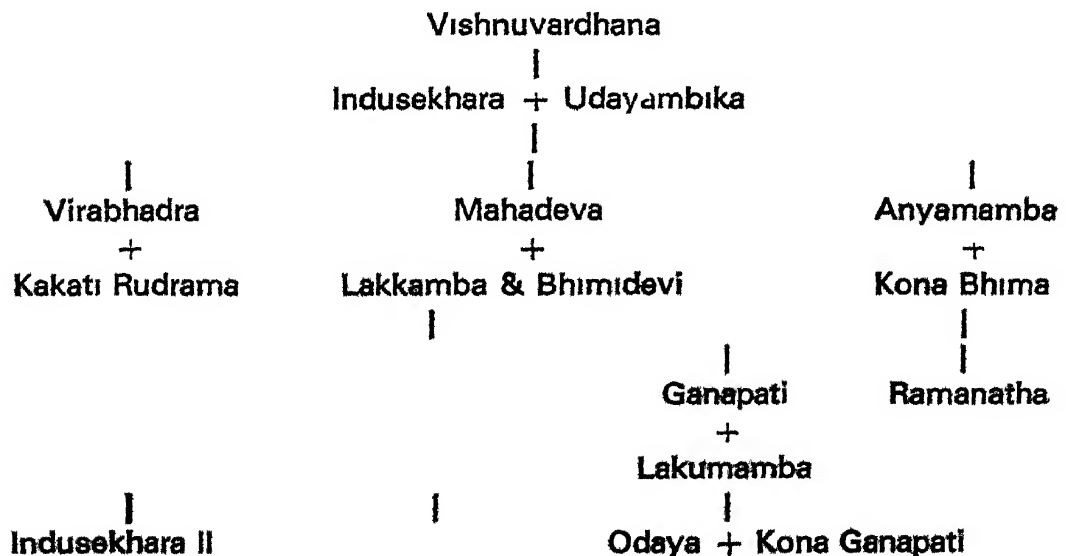 Vishnuvardhana
Indusekhara + Udayambika
Virabhadra Mahadeva Anyamamba
+ + +
Kakati Rudrama Lakkamba & Bhimidevi Kona Bhima
Ganapati Ramanatha
+
Lakumamba
Indusekhara II Odaya + Kona Ganapati